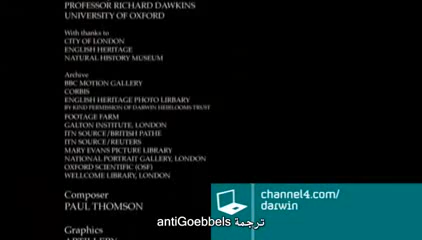 PROFESSOR RICHARD DAWKINS
UNIVERSITY OF OXFORD
With thanks to
CITY OF LONDON
ENGLISH HERITAGE
NATURAL HISTORY MUSEUM
Archive
BBC MOTION GALLERY
CORBIS
ENGLISH HERITAGE PHOTO LIBRARY
BY KIND PERMISSION OF DARWIN HEIRLOOMS TRUST
FOOTAGE FARM
GALTON INSTITUTE, LONDON
ITN SOURCE/BRITISH PATHE
ITN SOURCE/REUTERS
MARY EVANS PICTURE LIBRARY
NATIONAL PORTRAIT GALLERY, LONDON
OXFORD SCIENTIFIC (OSF)
WELLCOME LIBRARY, LONDON
Composer
PAUL THOMSON
Graphics
channel4.com/
darwin
ترجمة antiGoebbels